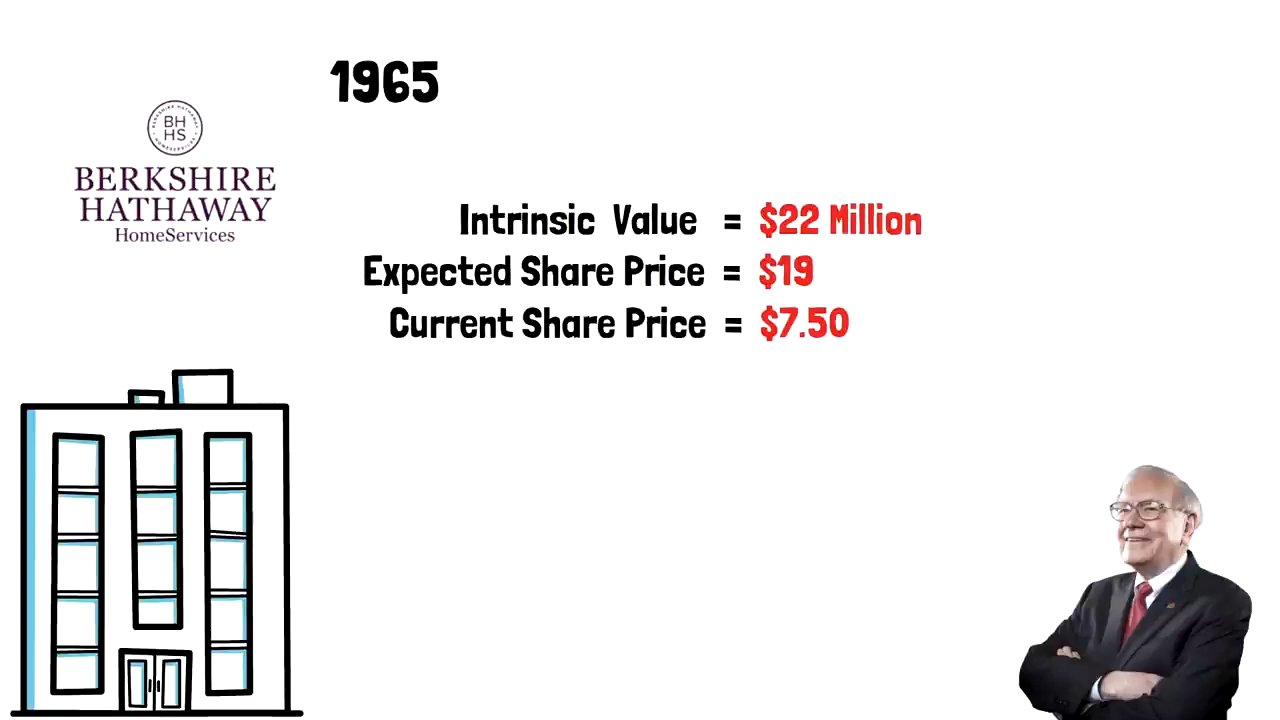 1965
BH
HS
BERKSHIRE
HATHAWAY
HomeServices
Intrinsic Value = $22 Million
Expected Share Price = $19
Current Share Price = $7.50